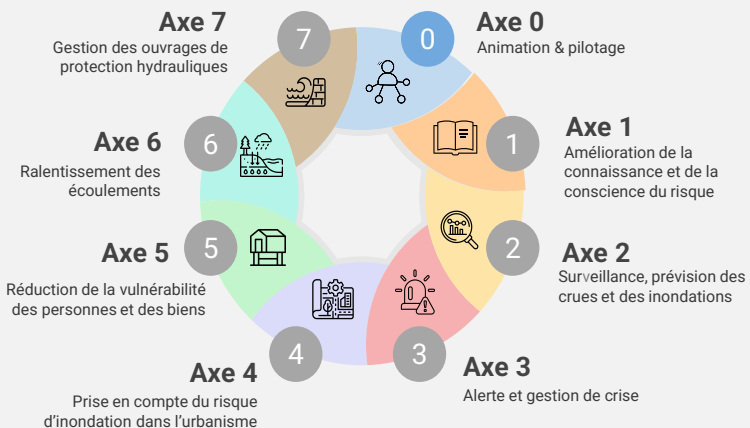 Axe 7
Gestion des ouvrages de
protection hydrauliques
7
0
Axe 0
Animation & pilotage
Axe 6
Ralentissement des
écoulements
6
1
Axe 1
Amélioration de la
connaissance et de la
conscience du risque
Axe 5
Réduction de la vulnérabilité
des personnes et des biens
5
2
Axe 2
Surveillance, prévision des
crues et des inondations
Axe 4
Prise en compte du risque
d'inondation dans l'urbanisme
4
3
Axe 3
Alerte et gestion de crise